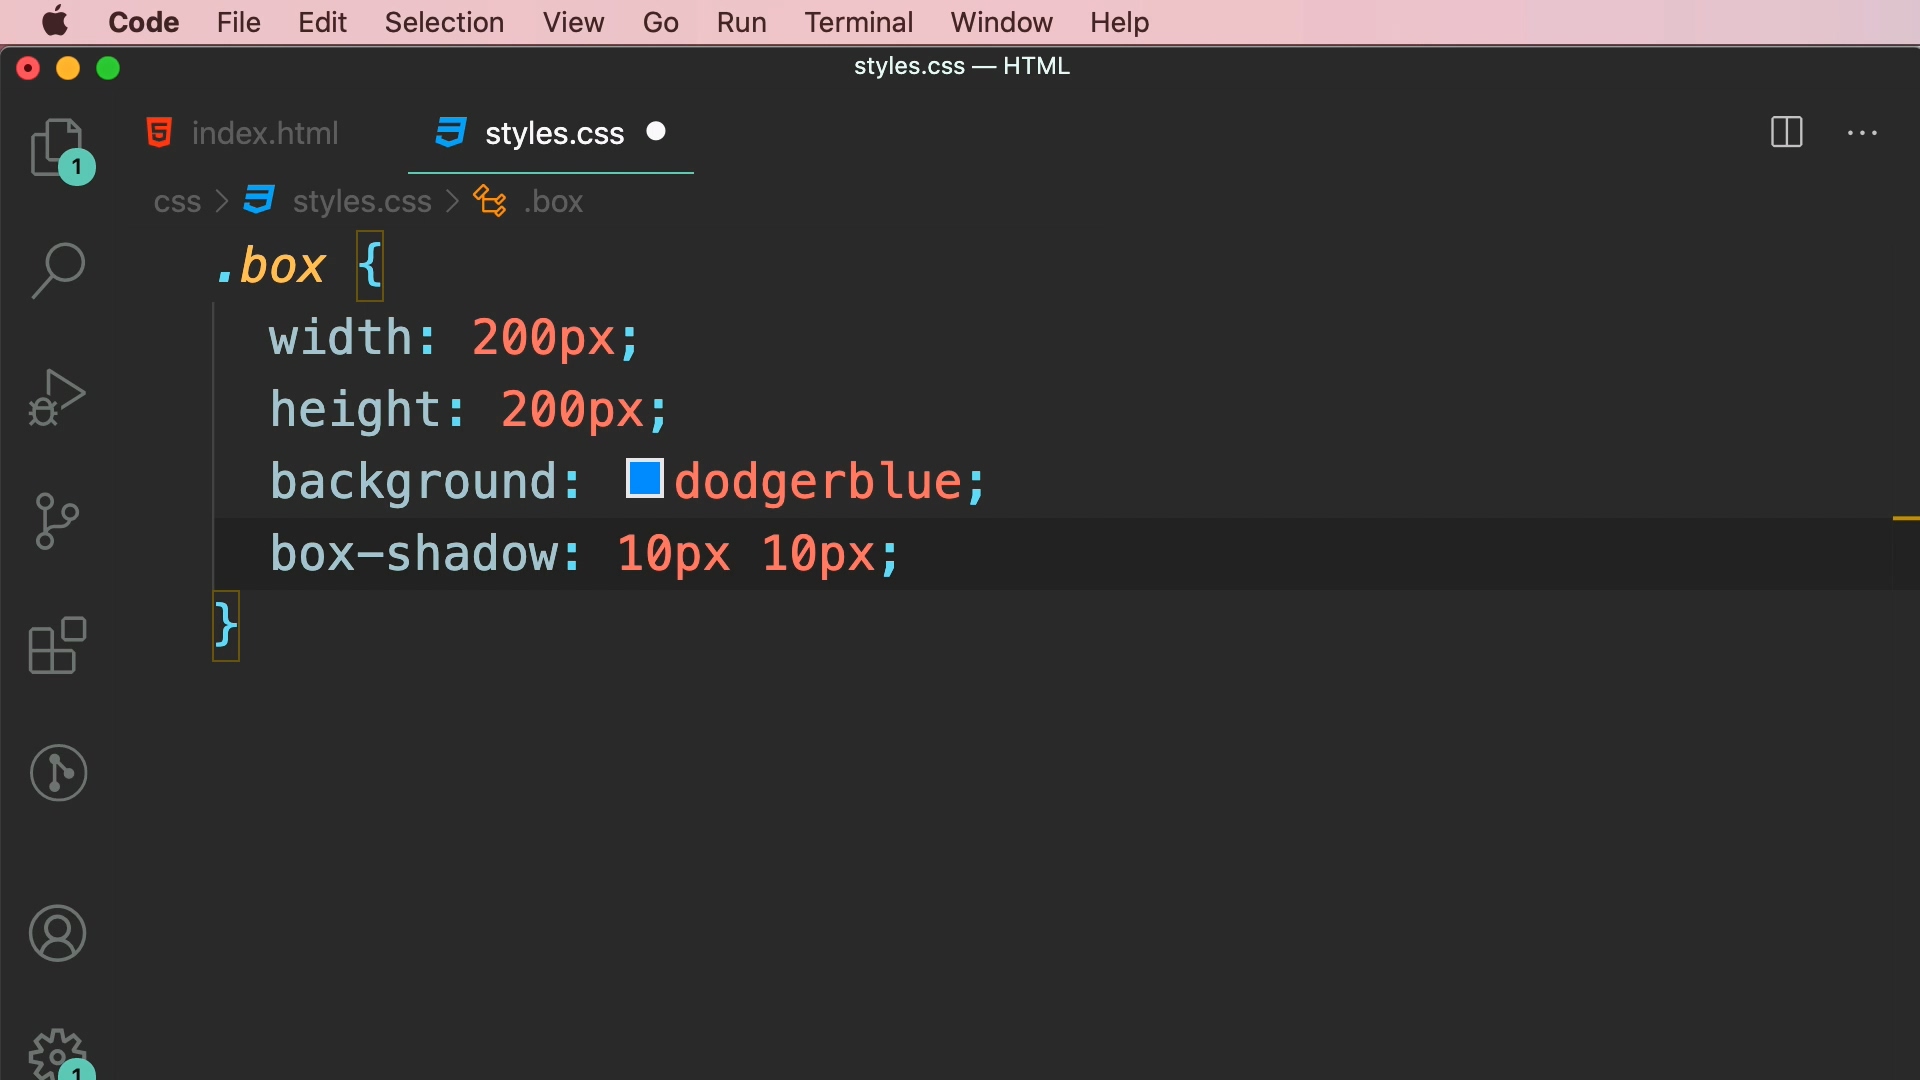 Code File Edit Selection View Go Run Terminal Window Help
styles.css — HTML
index.html styles.css
css > styles.css > .box
.box {
width: 200px;
height: 200px;
background: dodgerblue;
box-shadow: 10px 10px;
}
1
1